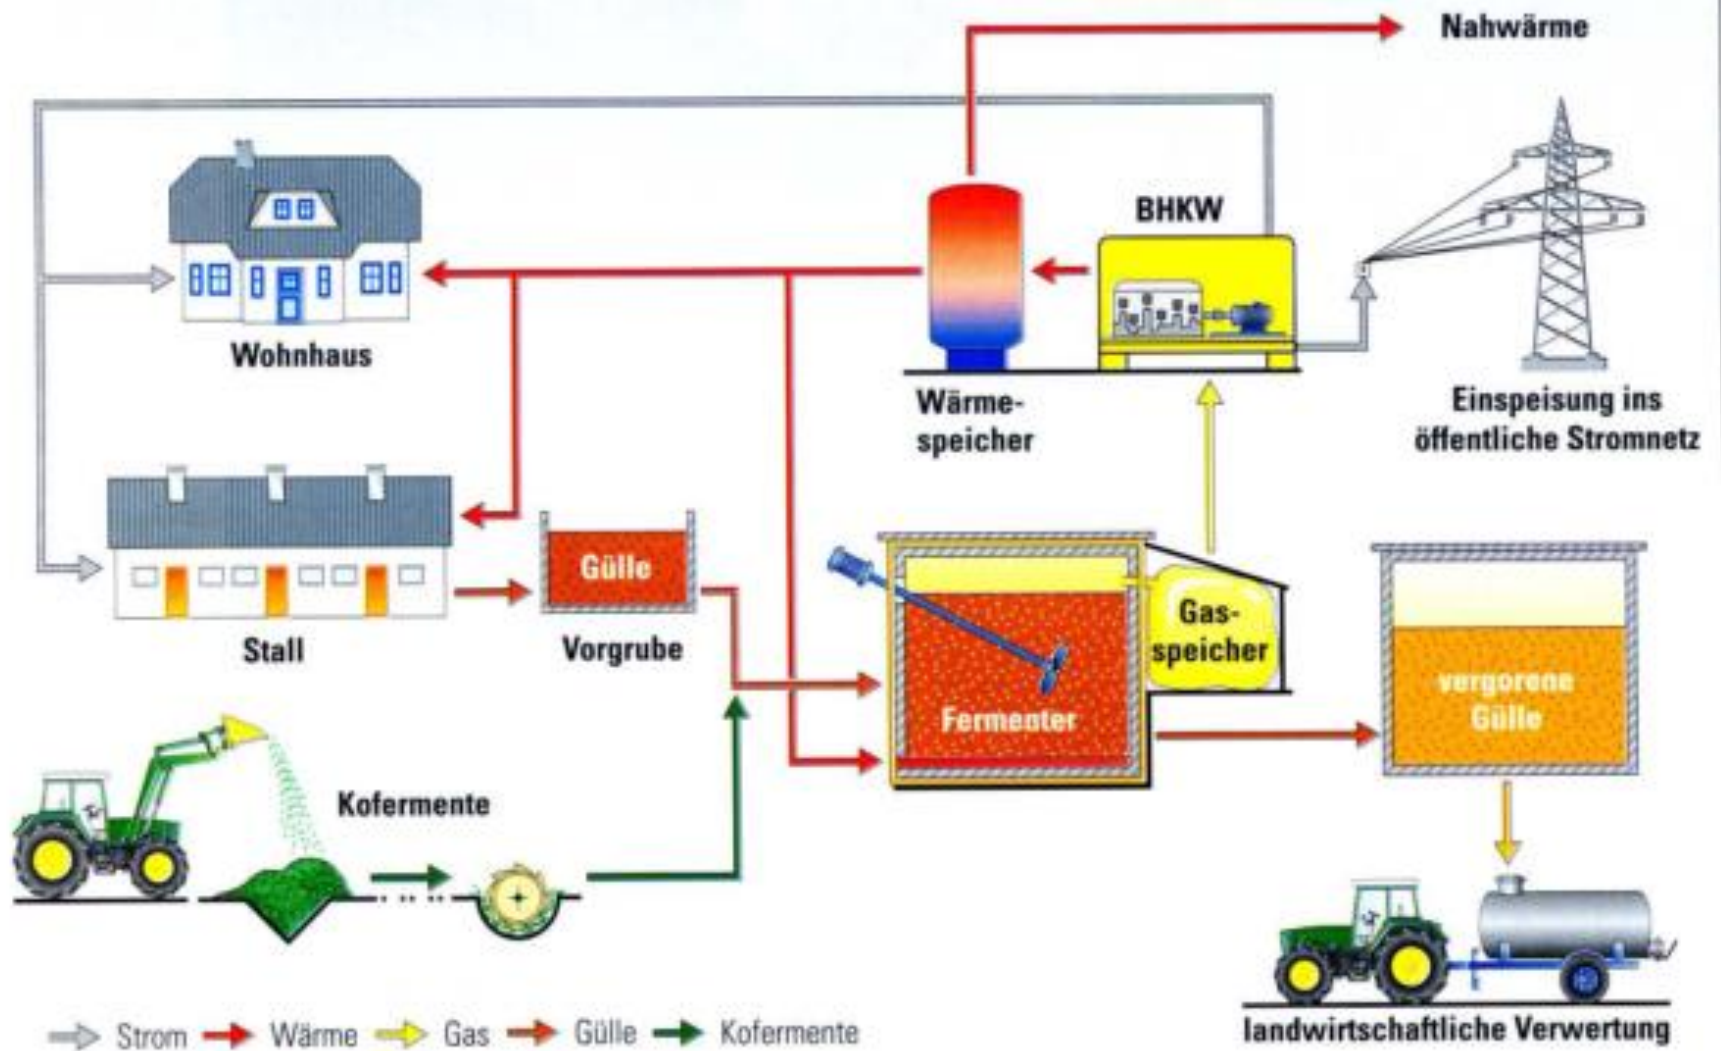 Nahwärme
BHKW
Wohnhaus
Wärme-
speicher
Einspeisung ins
öffentliche Stromnetz
Gülle
Stall
Vorgrube
Gas-
speicher
Fermenter
vergorene
Gülle
Kofermente
landwirtschaftliche Verwertung
Strom
Wärme
Gas
Gülle
Kofermente